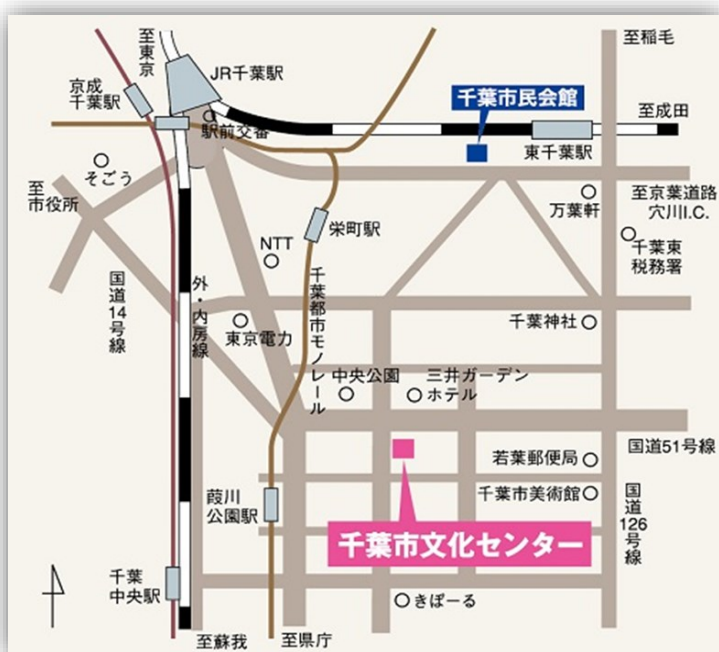 至東京
JR千葉駅
至稲毛
京成
千葉駅
千葉市民会館
至成田
駅前交番
東千葉駅
そごう
至
市役所
万葉軒
至京葉道路
穴川I.C.
栄町駅
千葉東
税務署
NTT
国道14号線
外・内房線
千葉都市モノレール
東京電力
千葉神社
中央公園
三井ガーデン
ホテル
国道51号線
若葉郵便局
葭川
公園駅
千葉市美術館
国道126号線
千葉市文化センター
千葉
中央駅
きぼーる
至蘇我
至県庁